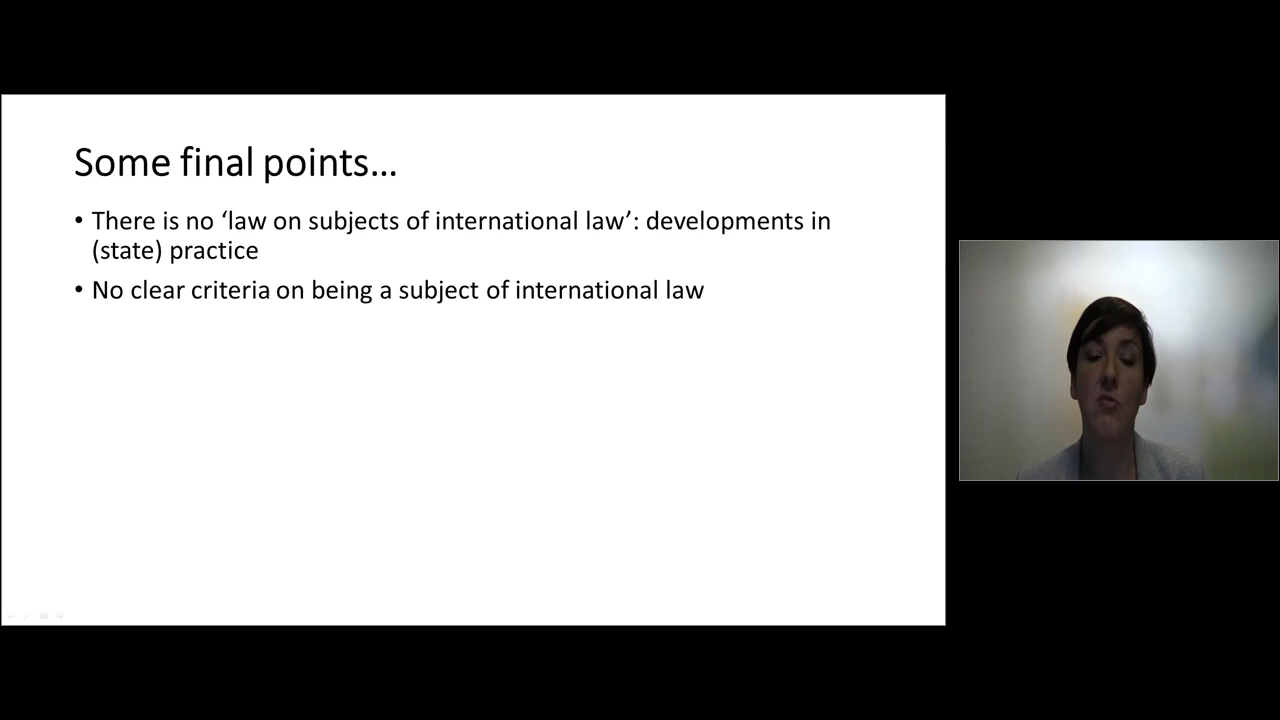 Some final points...
• There is no ‘law on subjects of international law’: developments in
(state) practice
• No clear criteria on being a subject of international law